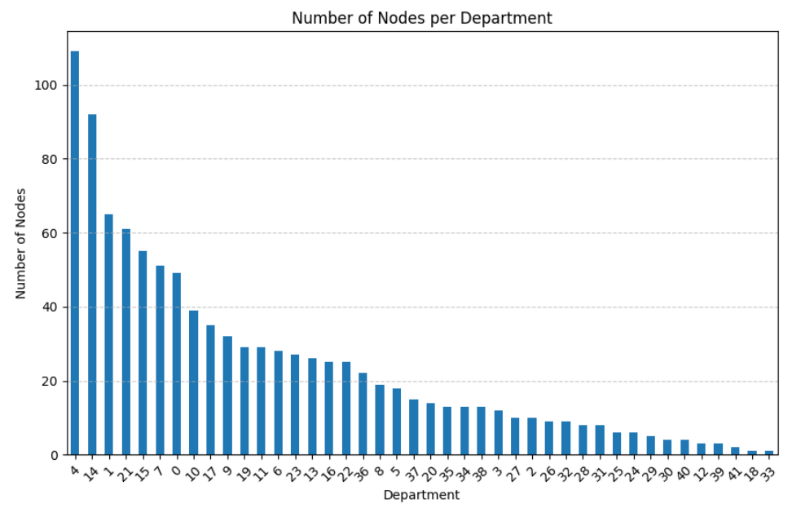 Number of Nodes per Department
Number of Nodes
100
80
60
40
20
0
4 14 1 21 15 7 0 10 17 9 19 11 6 23 13 16 22 36 8 5 37 20 35 34 38 3 27 2 26 32 28 31 25 24 29 30 40 12 39 41 18 33
Department